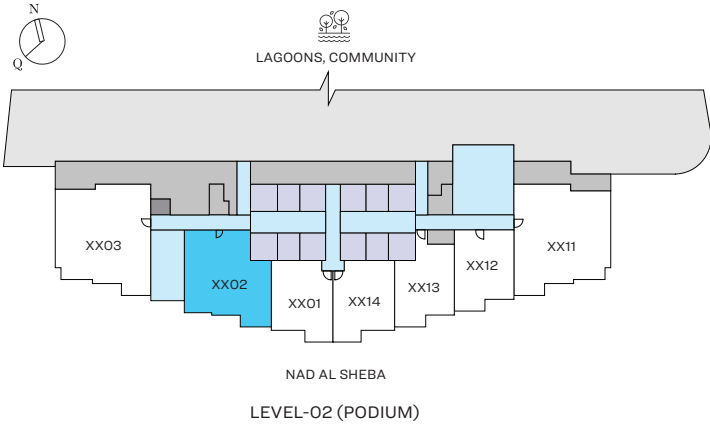 N
Q
LAGOONS, COMMUNITY
XX03
XX02
XX01
XX14
XX13
XX12
XX11
NAD AL SHEBA
LEVEL-02 (PODIUM)